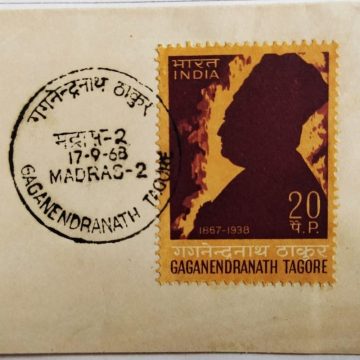 गगनेन्द्रनाथ ठाकुर
मद्रास-2
17-9-68
MADRAS-2
GAGANENDRANATH TAGORE
भारत
INDIA
1867-1938
20
पै. P.
गगनेन्द्रनाथ ठाकुर
GAGANENDRANATH TAGORE